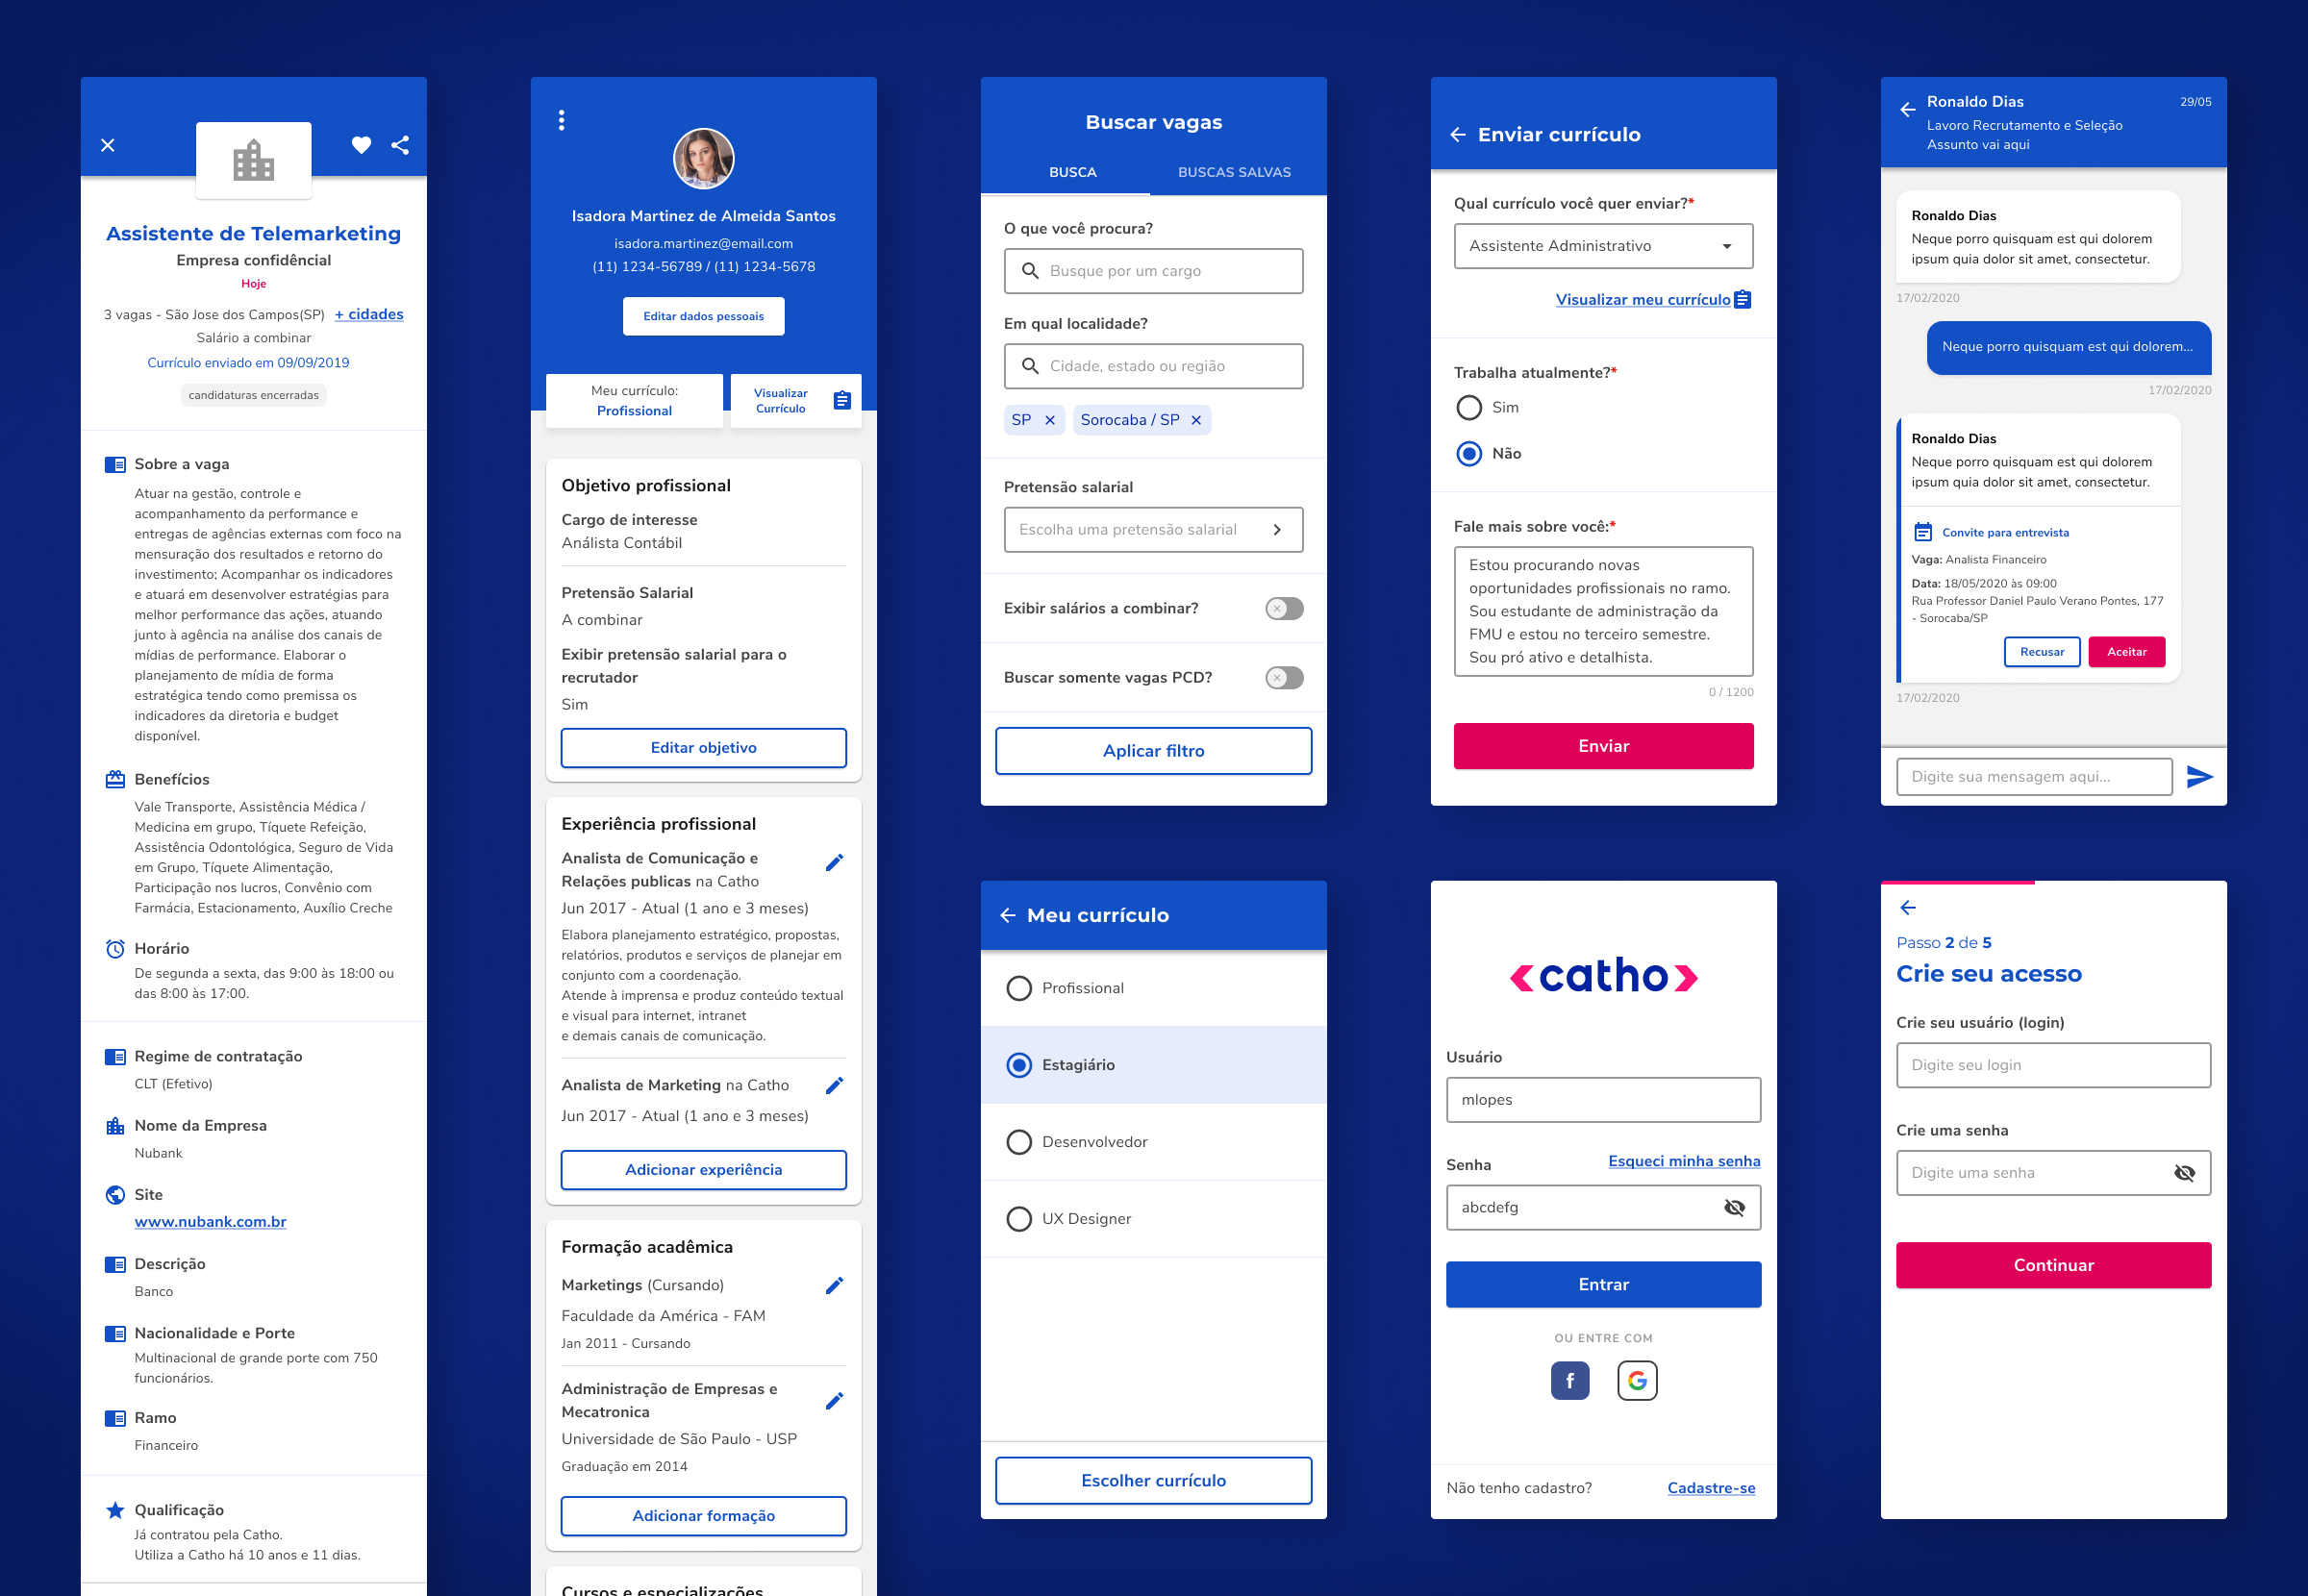 Assistente de Telemarketing
Empresa confidêncial
Hoje
3 vagas - São Jose dos Campos(SP) + cidades
Salário a combinar
Currículo enviado em 09/09/2019
candidaturas encerradas
Sobre a vaga
Atuar na gestão, controle e
acompanhamento da performance e
entregas de agências externas com foco na
mensuração dos resultados e retorno do
investimento; Acompanhar os indicadores
e atuará em desenvolver estratégias para
melhor performance das ações, atuando
junto à agência na análise dos canais de
mídias de performance. Elaborar o
planejamento de mídia de forma
estratégica tendo como premissa os
indicadores da diretoria e budget
disponível.
Benefícios
Vale Transporte, Assistência Médica /
Medicina em grupo, Tíquete Refeição,
Assistência Odontológica, Seguro de Vida
em Grupo, Tíquete Alimentação,
Participação nos lucros, Convênio com
Farmácia, Estacionamento, Auxílio Creche
Horário
De segunda a sexta, das 9:00 às 18:00 ou
das 8:00 às 17:00.
Regime de contratação
CLT (Efetivo)
Nome da Empresa
Nubank
Site
www.nubank.com.br
Descrição
Banco
Nacionalidade e Porte
Multinacional de grande porte com 750
funcionários.
Ramo
Financeiro
Qualificação
Já contratou pela Catho.
Utiliza a Catho há 10 anos e 11 dias.
Isadora Martinez de Almeida Santos
isadora.martinez@email.com
(11) 1234-56789 / (11) 1234-5678
Editar dados pessoais
Meu currículo:
Profissional
Visualizar
Currículo
Objetivo profissional
Cargo de interesse
Análista Contábil
Pretensão Salarial
A combinar
Exibir pretensão salarial para o
recrutador
Sim
Editar objetivo
Experiência profissional
Analista de Comunicação e
Relações publicas na Catho
Jun 2017 - Atual (1 ano e 3 meses)
Elabora planejamento estratégico, propostas,
relatórios, produtos e serviços de planejar em
conjunto com a coordenação.
Atende à imprensa e produz conteúdo textual
e visual para internet, intranet
e demais canais de comunicação.
Analista de Marketing na Catho
Jun 2017 - Atual (1 ano e 3 meses)
Adicionar experiência
Formação acadêmica
Marketings (Cursando)
Faculdade da América - FAM
Jan 2011 - Cursando
Administração de Empresas e
Mecatronica
Universidade de São Paulo - USP
Graduação em 2014
Adicionar formação
Cursos e especializações
Buscar vagas
BUSCA BUSCAS SALVAS
O que você procura?
Busque por um cargo
Em qual localidade?
Cidade, estado ou região
SP Sorocaba / SP
Pretensão salarial
Escolha uma pretensão salarial
Exibir salários a combinar?
Buscar somente vagas PCD?
Aplicar filtro
Meu currículo
Profissional
Estagiário
Desenvolvedor
UX Designer
Escolher currículo
Enviar currículo
Qual currículo você quer enviar?*
Assistente Administrativo
Visualizar meu currículo
Trabalha atualmente?*
Sim
Não
Fale mais sobre você:*
Estou procurando novas
oportunidades profissionais no ramo.
Sou estudante de administração da
FMU e estou no terceiro semestre.
Sou pró ativo e detalhista.
0 / 1200
Enviar
catho
Usuário
mlopes
Senha Esqueci minha senha
abcdefg
Entrar
OU ENTRE COM
Não tenho cadastro? Cadastre-se
Ronaldo Dias 29/05
Lavoro Recrutamento e Seleção
Assunto vai aqui
Ronaldo Dias
Neque porro quisquam est qui dolorem
ipsum quia dolor sit amet, consectetur.
17/02/2020
Neque porro quisquam est qui dolorem...
17/02/2020
Ronaldo Dias
Neque porro quisquam est qui dolorem
ipsum quia dolor sit amet, consectetur.
Convite para entrevista
Vaga: Analista Financeiro
Data: 18/05/2020 às 09:00
Rua Professor Daniel Paulo Verano Pontes, 177
- Sorocaba/SP
Recusar Aceitar
17/02/2020
Digite sua mensagem aqui...
Passo 2 de 5
Crie seu acesso
Crie seu usuário (login)
Digite seu login
Crie uma senha
Digite uma senha
Continuar